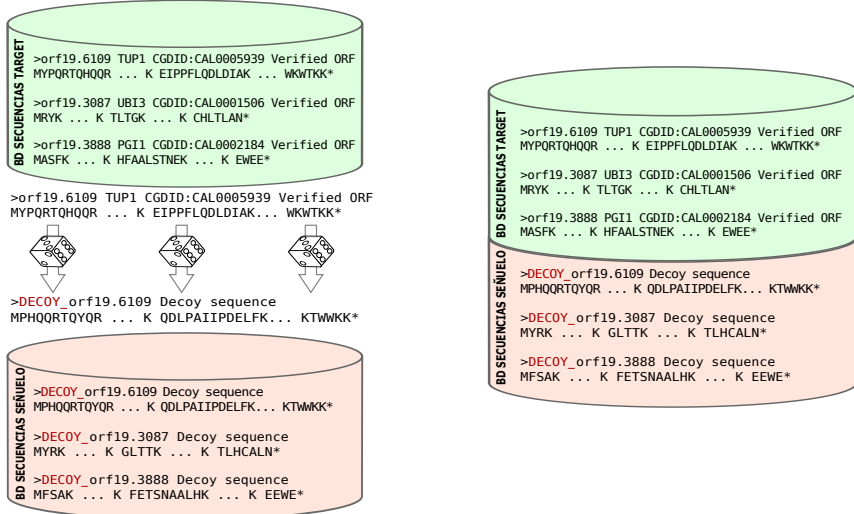 BD SECUENCIAS TARGET
>orf19.6109 TUP1 CGDID:CAL0005939 Verified ORF
MYPQRTQHQQR ... K EIPPFLQDLDIAK ... WKWTKK*
>orf19.3087 UBI3 CGDID:CAL0001506 Verified ORF
MRYK ... K TLTGK ... K CHLTLAN*
>orf19.3888 PGI1 CGDID:CAL0002184 Verified ORF
MASFK ... K HFAALSTNEK ... K EWEE*
>orf19.6109 TUP1 CGDID:CAL0005939 Verified ORF
MYPQRTQHQQR ... K EIPPFLQDLDIAK... WKWTKK*
>DECOY_orf19.6109 Decoy sequence
MPHQQRTQYQR ... K QDLPAIIPDELFK... KTWWKK*
BD SECUENCIAS SEÑUELO
>DECOY_orf19.6109 Decoy sequence
MPHQQRTQYQR ... K QDLPAIIPDELFK... KTWWKK*
>DECOY_orf19.3087 Decoy sequence
MYRK ... K GLTTK ... K TLHCALN*
>DECOY_orf19.3888 Decoy sequence
MFSAK ... K FETSNAALHK ... K EEWE*
BD SECUENCIAS TARGET
>orf19.6109 TUP1 CGDID:CAL0005939 Verified ORF
MYPQRTQHQQR ... K EIPPFLQDLDIAK ... WKWTKK*
>orf19.3087 UBI3 CGDID:CAL0001506 Verified ORF
MRYK ... K TLTGK ... K CHLTLAN*
>orf19.3888 PGI1 CGDID:CAL0002184 Verified ORF
MASFK ... K HFAALSTNEK ... K EWEE*
BD SECUENCIAS SEÑUELO
>DECOY_orf19.6109 Decoy sequence
MPHQQRTQYQR ... K QDLPAIIPDELFK ... KTWWKK*
>DECOY_orf19.3087 Decoy sequence
MYRK ... K GLTTK ... K TLHCALN*
>DECOY_orf19.3888 Decoy sequence
MFSAK ... K FETSNAALHK ... K EEWE*